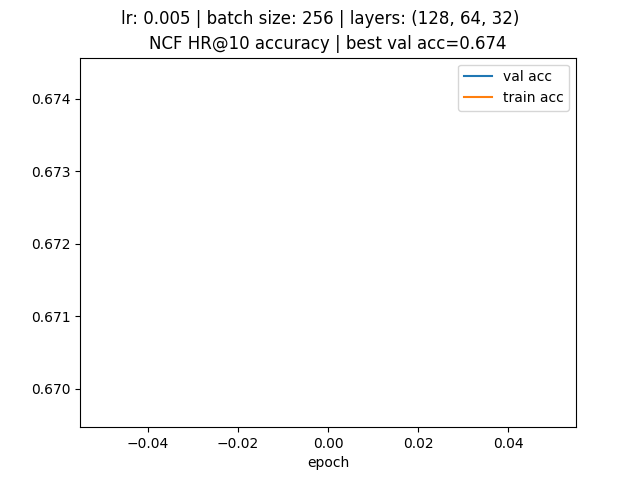 lr: 0.005 | batch size: 256 | layers: (128, 64, 32)
NCF HR@10 accuracy | best val acc=0.674
val acc
train acc
0.674
0.673
0.672
0.671
0.670
−0.04 −0.02 0.00 0.02 0.04
epoch